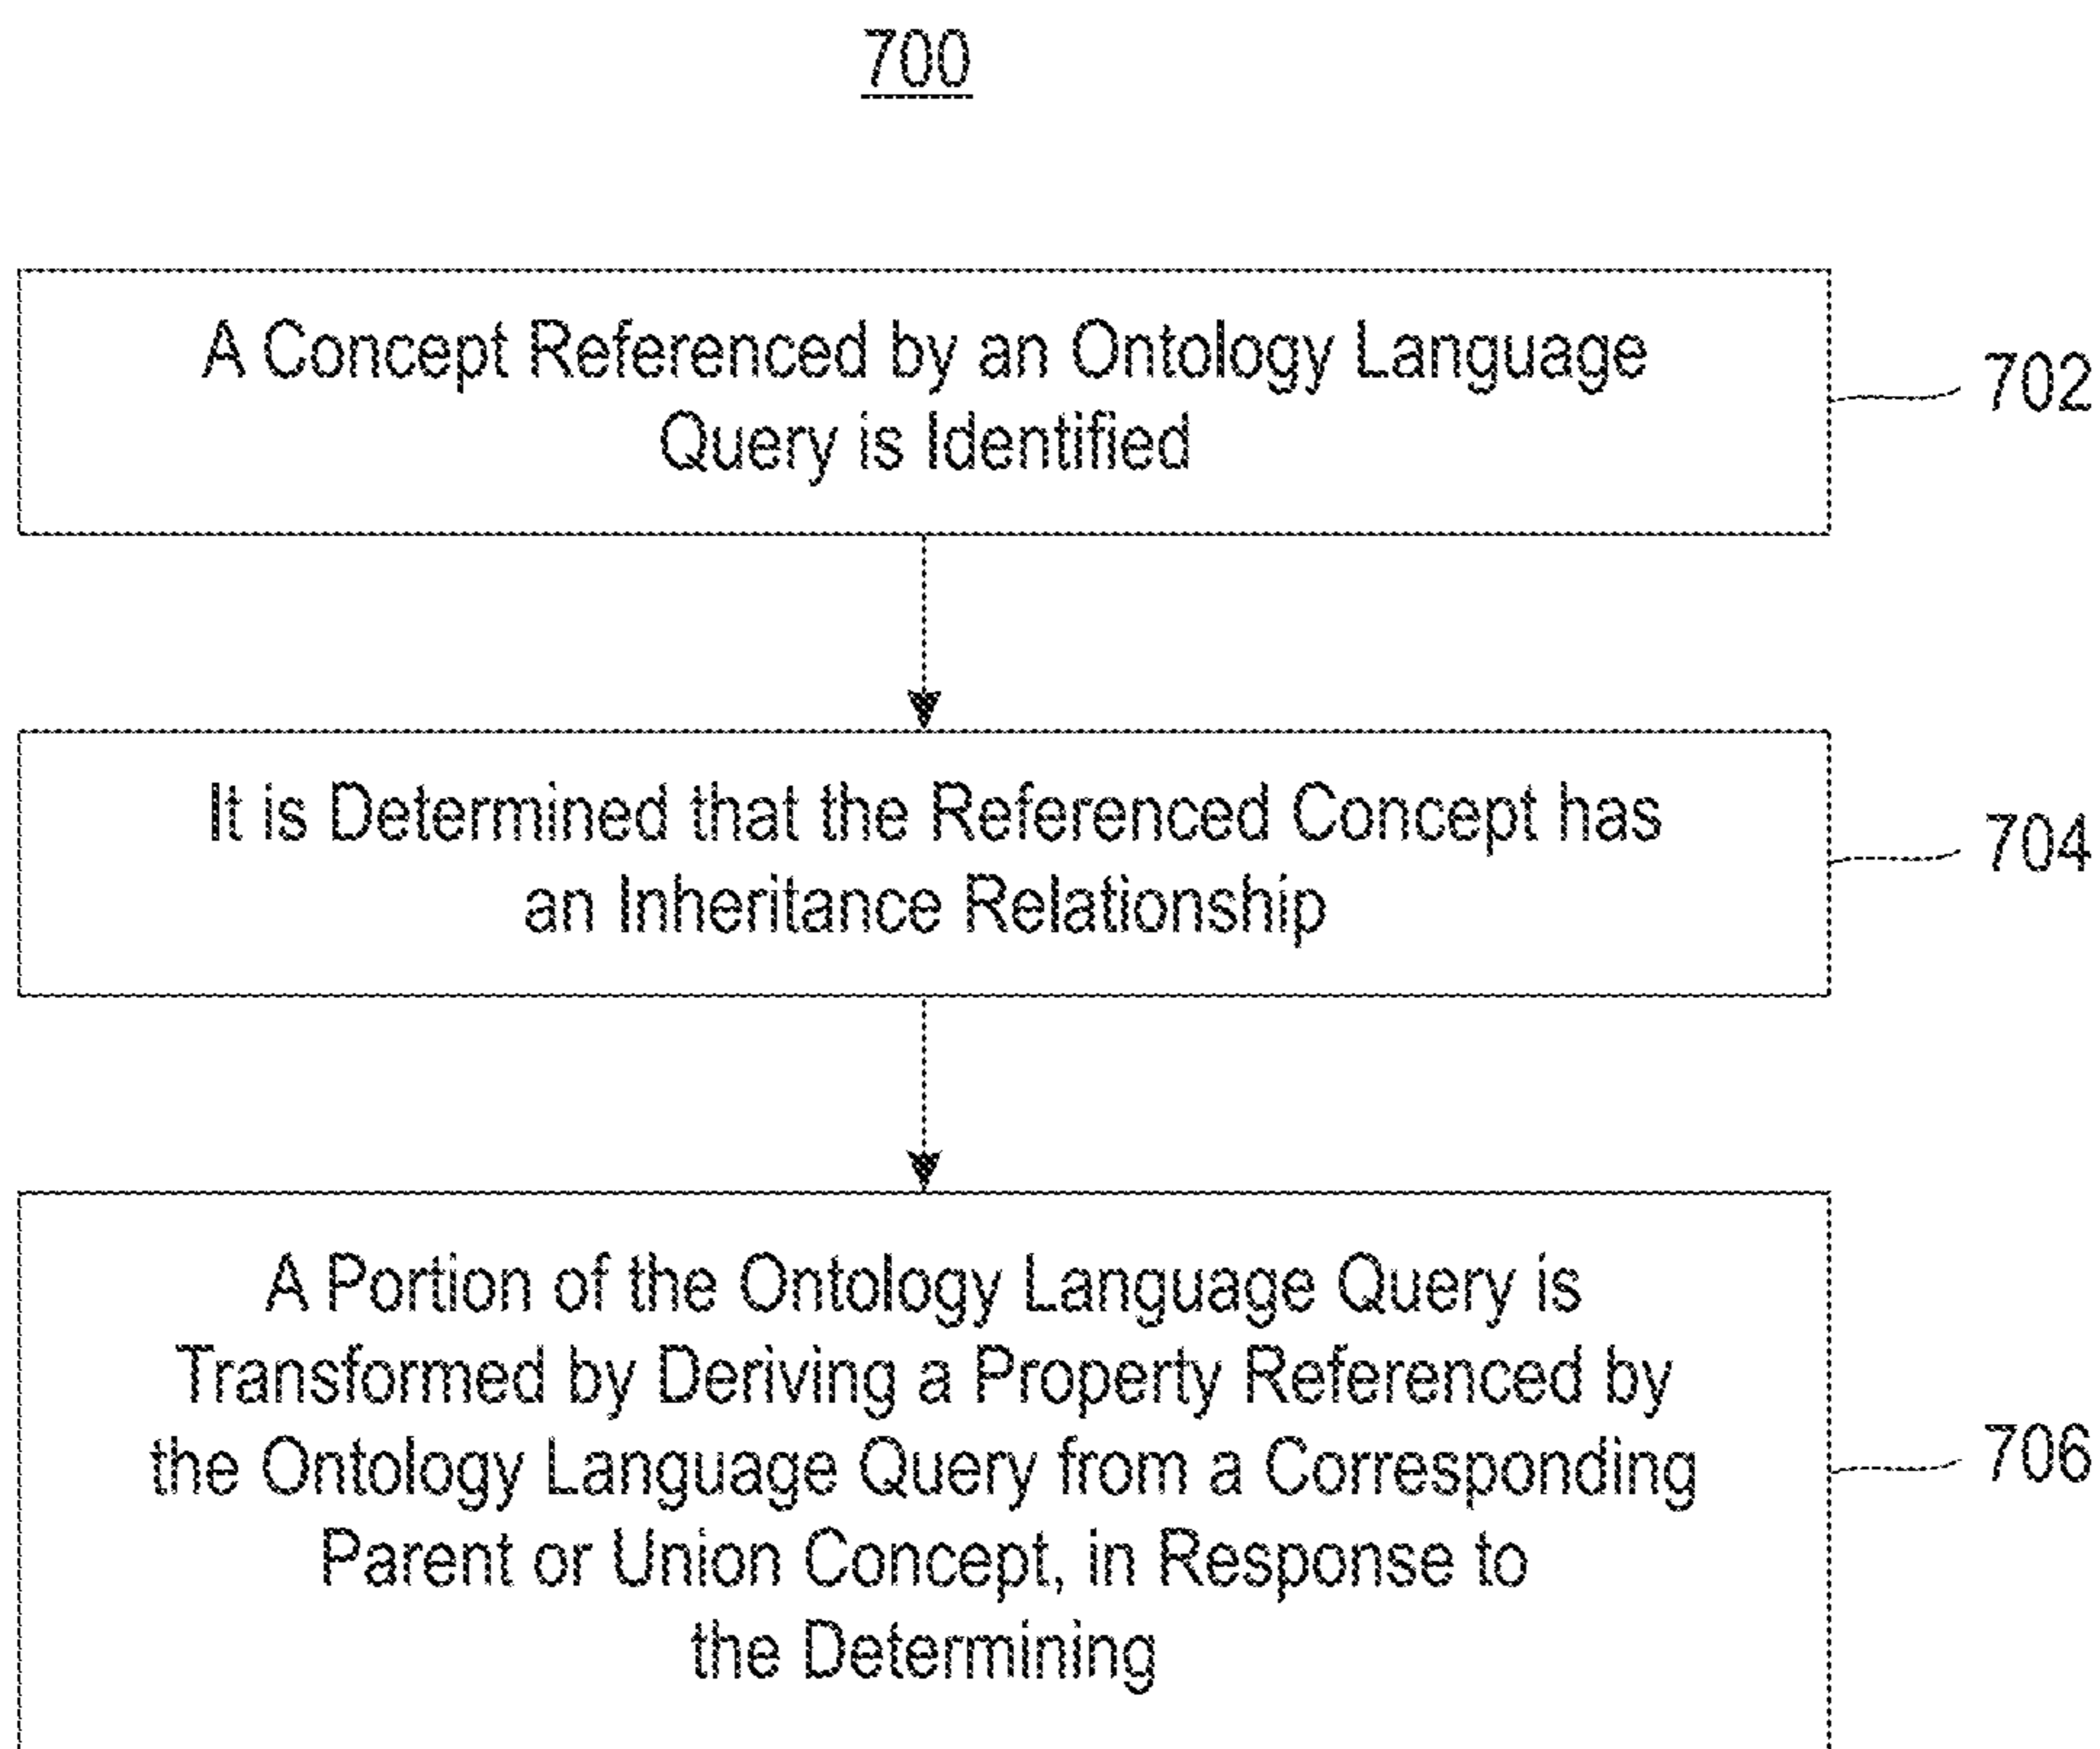 700
A Concept Referenced by an Ontology Language
Query is Identified
702
It is Determined that the Referenced Concept has
an Inheritance Relationship
704
A Portion of the Ontology Language Query is
Transformed by Deriving a Property Referenced by
the Ontology Language Query from a Corresponding
Parent or Union Concept, in Response to
the Determining
706